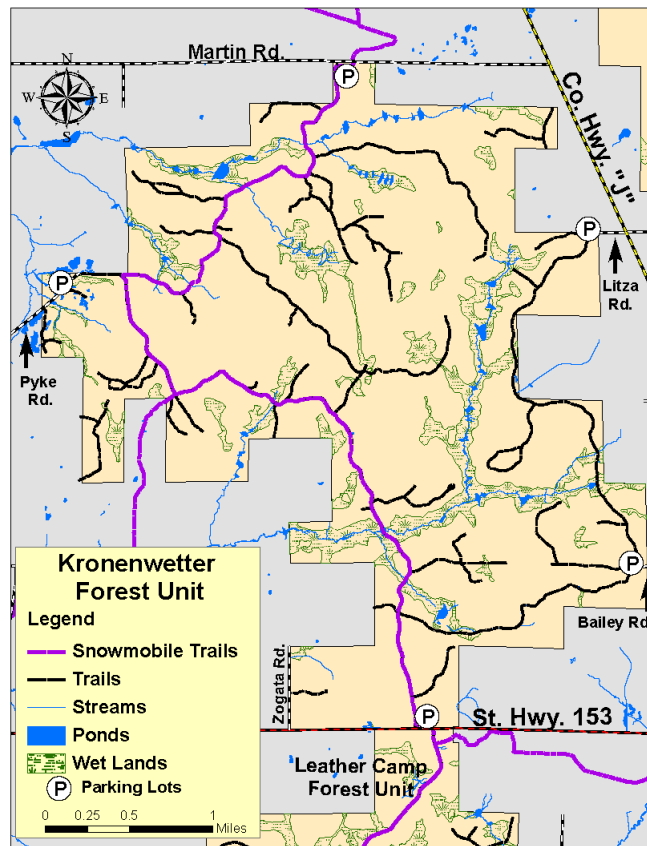 Martin Rd.
P
N
W E
S
Co. Hwy. "J"
P
P
Litza
Rd.
Pyke
Rd.
P
Bailey Rd
Zogata Rd.
P
St. Hwy. 153
Leather Camp
Forest Unit
Kronenwetter
Forest Unit
Legend
Snowmobile Trails
Trails
Streams
Ponds
Wet Lands
P Parking Lots
0 0.25 0.5 1
Miles